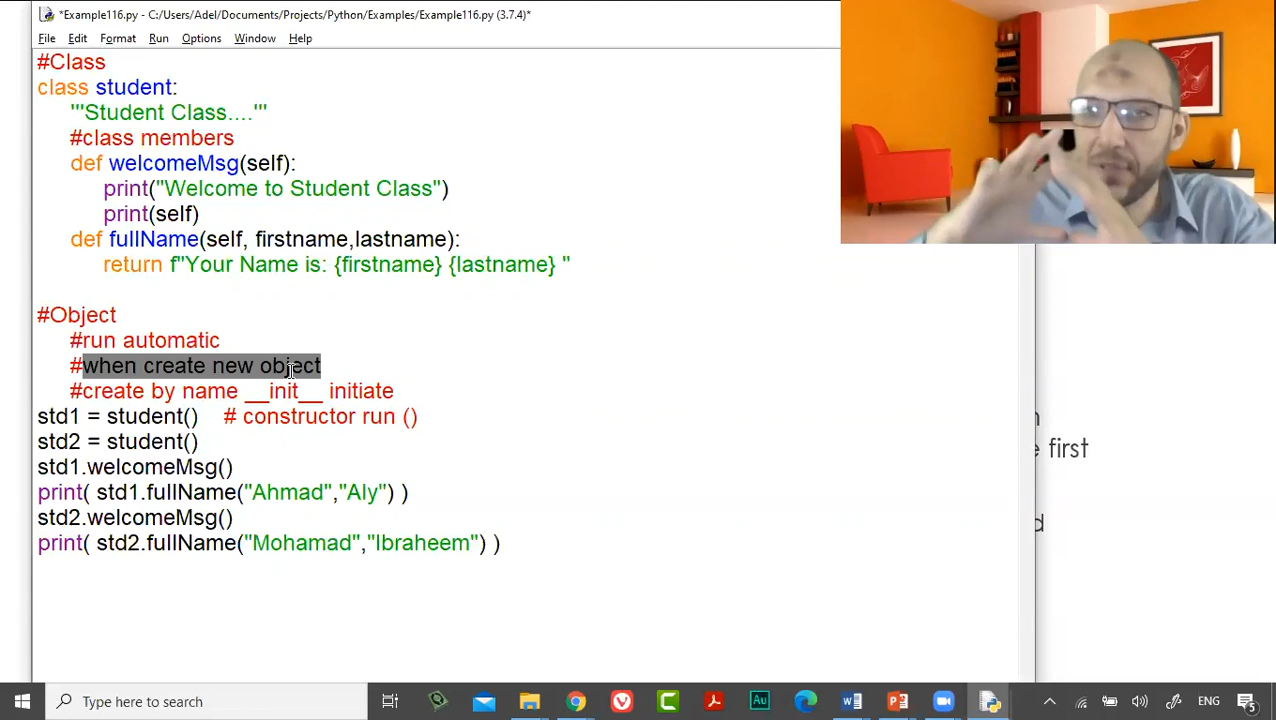 *Example116.py - C:/Users/Adel/Documents/Projects/Python/Examples/Example116.py (3.7.4)*
File Edit Format Run Options Window Help
#Class
class student:
'''Student Class....'''
#class members
def welcomeMsg(self):
print("Welcome to Student Class")
print(self)
def fullName(self, firstname,lastname):
return f"Your Name is: {firstname} {lastname} "
#Object
#run automatic
#when create new object
#create by name __init__ initiate
std1 = student() # constructor run ()
std2 = student()
std1.welcomeMsg()
print( std1.fullName("Ahmad","Aly") )
std2.welcomeMsg()
print( std2.fullName("Mohamad","Ibraheem") )
first
Type here to search
Au
ENG
5